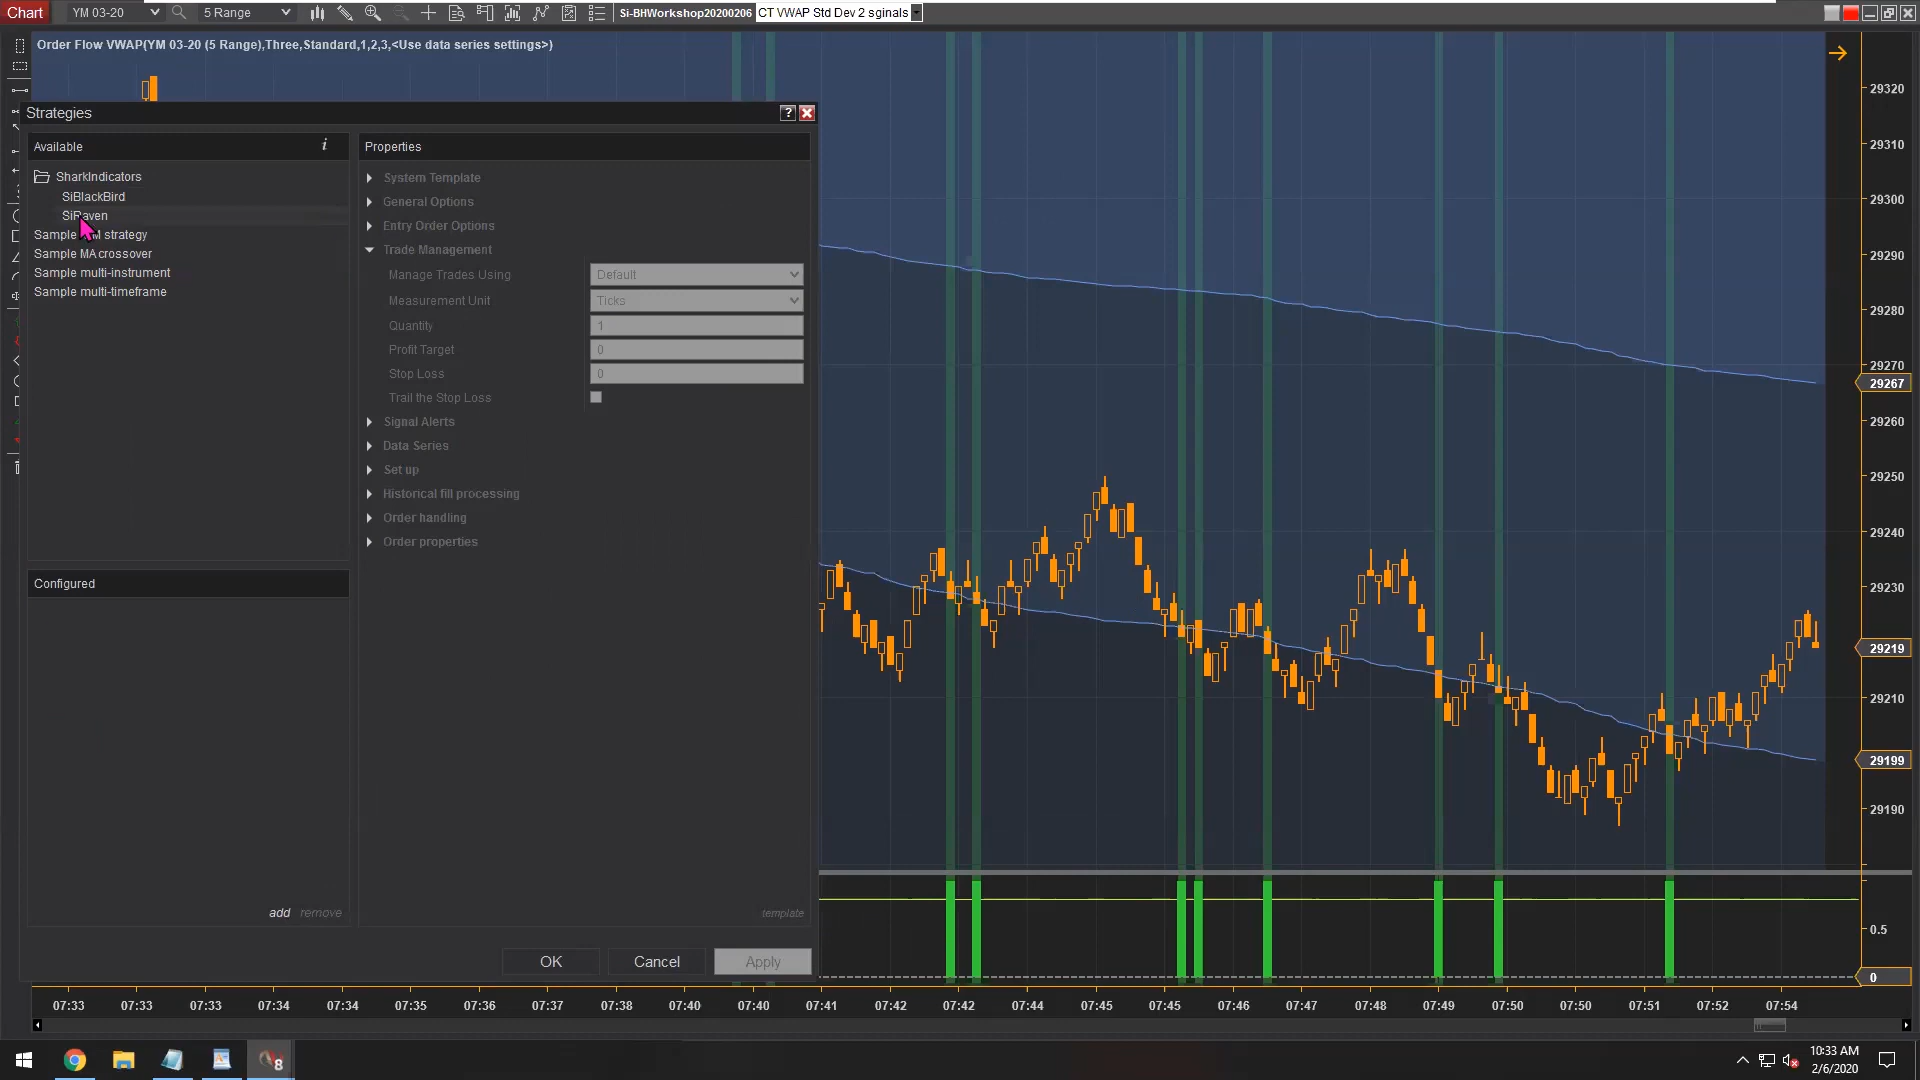 Chart YM 03-20 5 Range Si-BHWorkshop20200206 CT VWAP Std Dev 2 sginals
Order Flow VWAP(YM 03-20 (5 Range),Three,Standard,1,2,3,<Use data series settings>)
Strategies ?
Available i
Properties
SharkIndicators
SiBlackBird
SiRaven
Sample strategy
Sample MA crossover
Sample multi-instrument
Sample multi-timeframe
System Template
General Options
Entry Order Options
Trade Management
Manage Trades Using Default
Measurement Unit Ticks
Quantity 1
Profit Target 0
Stop Loss 0
Trail the Stop Loss
Signal Alerts
Data Series
Set up
Historical fill processing
Order handling
Order properties
Configured
add remove
template
OK Cancel Apply
29320
29310
29300
29290
29280
29270
29267
29260
29250
29240
29230
29219
29210
29199
29190
0.5
0
07:33 07:33 07:33 07:34 07:34 07:35 07:36 07:37 07:38 07:40 07:40 07:41 07:42 07:42 07:44 07:45 07:45 07:46 07:47 07:48 07:49 07:50 07:50 07:51 07:52 07:54
8
10:33 AM
2/6/2020